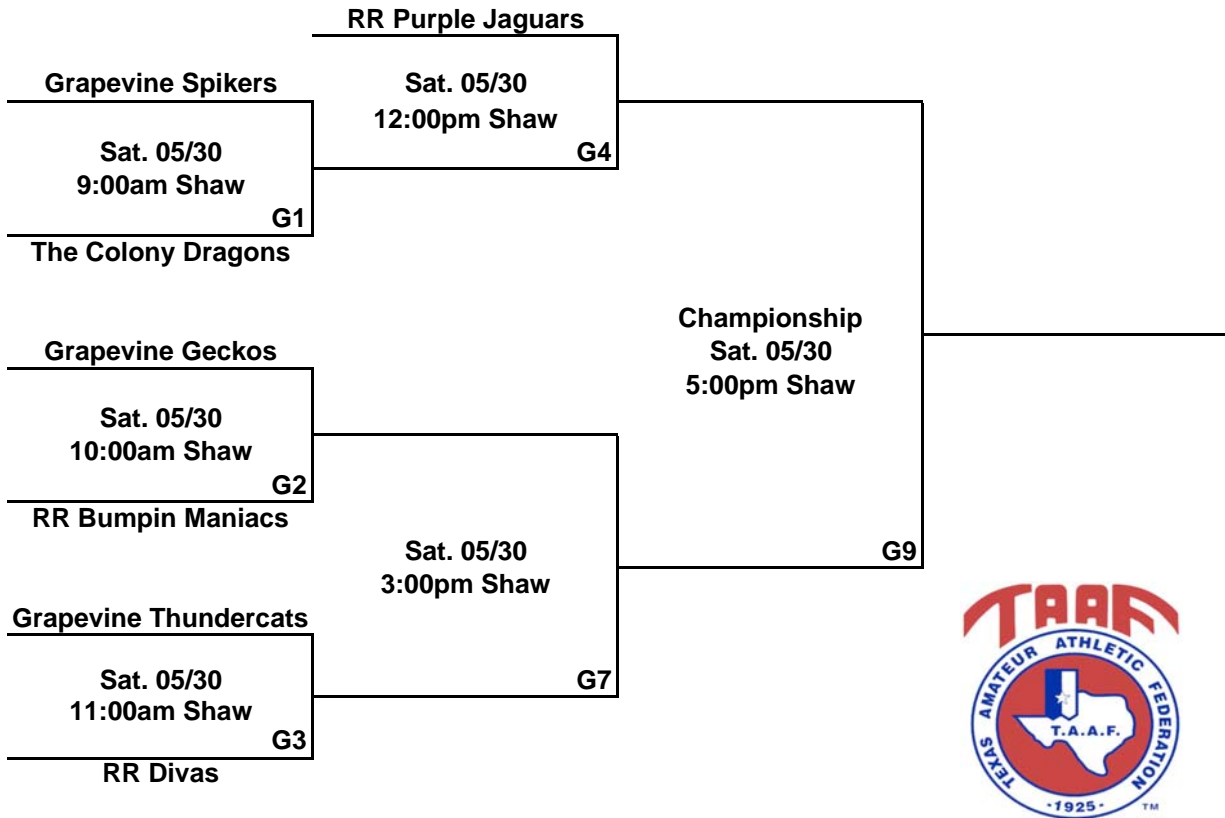 RR Purple Jaguars
Grapevine Spikers
Sat. 05/30
12:00pm Shaw
G4
Sat. 05/30
9:00am Shaw
G1
The Colony Dragons
Championship
Sat. 05/30
5:00pm Shaw
G9
Grapevine Geckos
Sat. 05/30
10:00am Shaw
G2
RR Bumpin Maniacs
Sat. 05/30
3:00pm Shaw
G7
Grapevine Thundercats
Sat. 05/30
11:00am Shaw
G3
RR Divas
TAAF
TEXAS AMATEUR ATHLETIC FEDERATION
T.A.A.F.
-1925-
TM